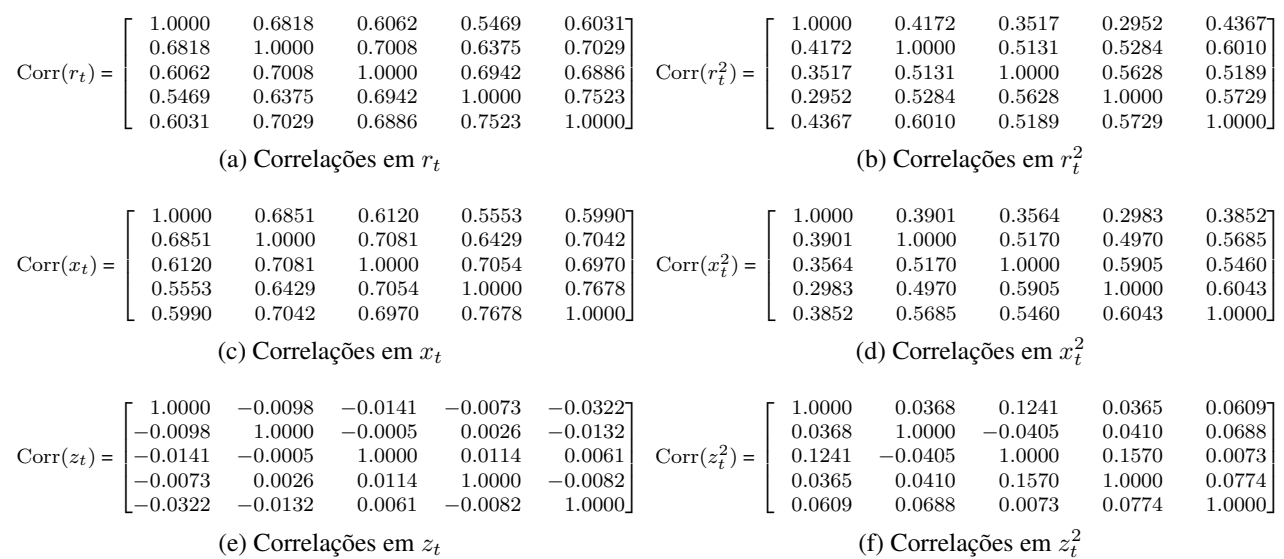 Corr(r_t) = [ 1.0000 0.6818 0.6062 0.5469 0.6031 ]
0.6818 1.0000 0.7008 0.6375 0.7029
0.6062 0.7008 1.0000 0.6942 0.6886
0.5469 0.6375 0.6942 1.0000 0.7523
0.6031 0.7029 0.6886 0.7523 1.0000
(a) Correlações em r_t
Corr(r_t^2) = [ 1.0000 0.4172 0.3517 0.2952 0.4367 ]
0.4172 1.0000 0.5131 0.5284 0.6010
0.3517 0.5131 1.0000 0.5628 0.5189
0.2952 0.5284 0.5628 1.0000 0.5729
0.4367 0.6010 0.5189 0.5729 1.0000
(b) Correlações em r_t^2
Corr(x_t) = [ 1.0000 0.6851 0.6120 0.5553 0.5990 ]
0.6851 1.0000 0.7081 0.6429 0.7042
0.6120 0.7081 1.0000 0.7054 0.6970
0.5553 0.6429 0.7054 1.0000 0.7678
0.5990 0.7042 0.6970 0.7678 1.0000
(c) Correlações em x_t
Corr(x_t^2) = [ 1.0000 0.3901 0.3564 0.2983 0.3852 ]
0.3901 1.0000 0.5170 0.4970 0.5685
0.3564 0.5170 1.0000 0.5905 0.5460
0.2983 0.4970 0.5905 1.0000 0.6043
0.3852 0.5685 0.5460 0.6043 1.0000
(d) Correlações em x_t^2
Corr(z_t) = [ 1.0000 −0.0098 −0.0141 −0.0073 −0.0322 ]
−0.0098 1.0000 −0.0005 0.0026 −0.0132
−0.0141 −0.0005 1.0000 0.0114 0.0061
−0.0073 0.0026 0.0114 1.0000 −0.0082
−0.0322 −0.0132 0.0061 −0.0082 1.0000
(e) Correlações em z_t
Corr(z_t^2) = [ 1.0000 0.0368 0.1241 0.0365 0.0609 ]
0.0368 1.0000 −0.0405 0.0410 0.0688
0.1241 −0.0405 1.0000 0.1570 0.0073
0.0365 0.0410 0.1570 1.0000 0.0774
0.0609 0.0688 0.0073 0.0774 1.0000
(f) Correlações em z_t^2